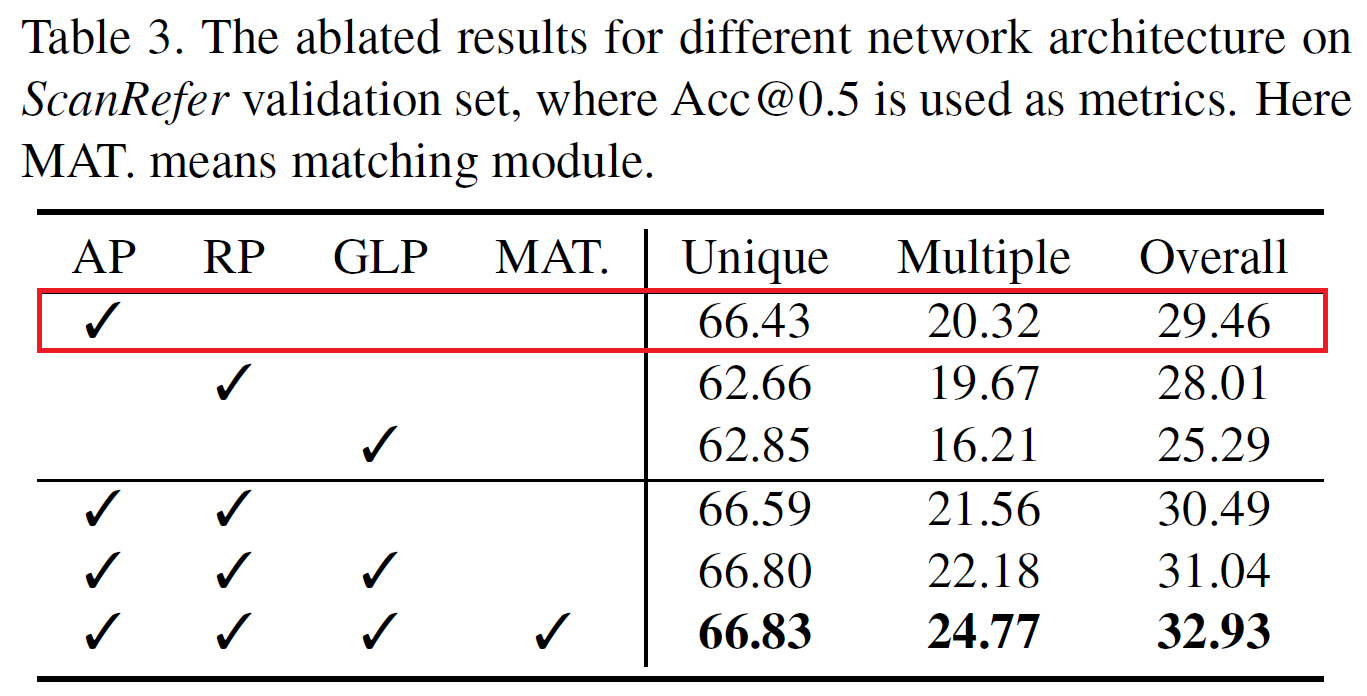 Table 3. The ablated results for different network architecture on
ScanRefer validation set, where Acc@0.5 is used as metrics. Here
MAT. means matching module.
AP RP GLP MAT. Unique Multiple Overall
✓ 66.43 20.32 29.46
✓ 62.66 19.67 28.01
✓ 62.85 16.21 25.29
✓ ✓ 66.59 21.56 30.49
✓ ✓ ✓ 66.80 22.18 31.04
✓ ✓ ✓ ✓ 66.83 24.77 32.93